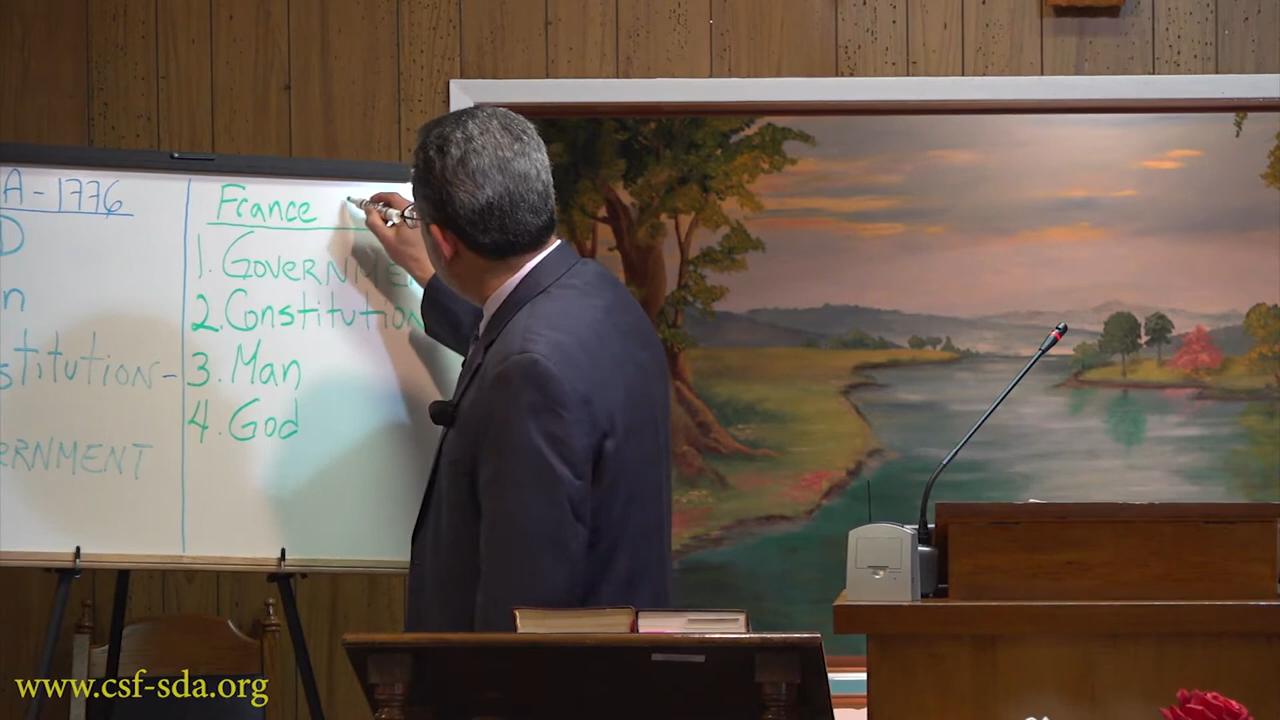 A - 1776
D
n
stitution -
ERNMENT
France
1. GoveRNMe
2. Constitution
3. Man
4. God
www.csf-sda.org